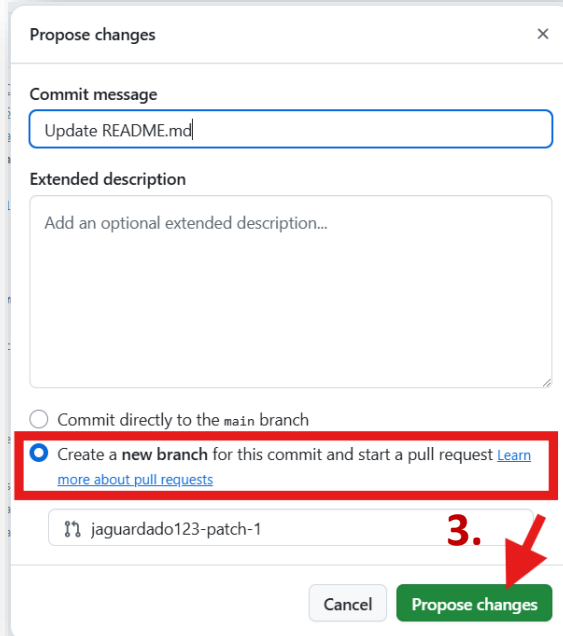 Propose changes
Commit message
Update README.md
Extended description
Add an optional extended description...
Commit directly to the main branch
Create a new branch for this commit and start a pull request Learn
more about pull requests
jaguardado123-patch-1
3.
Cancel
Propose changes